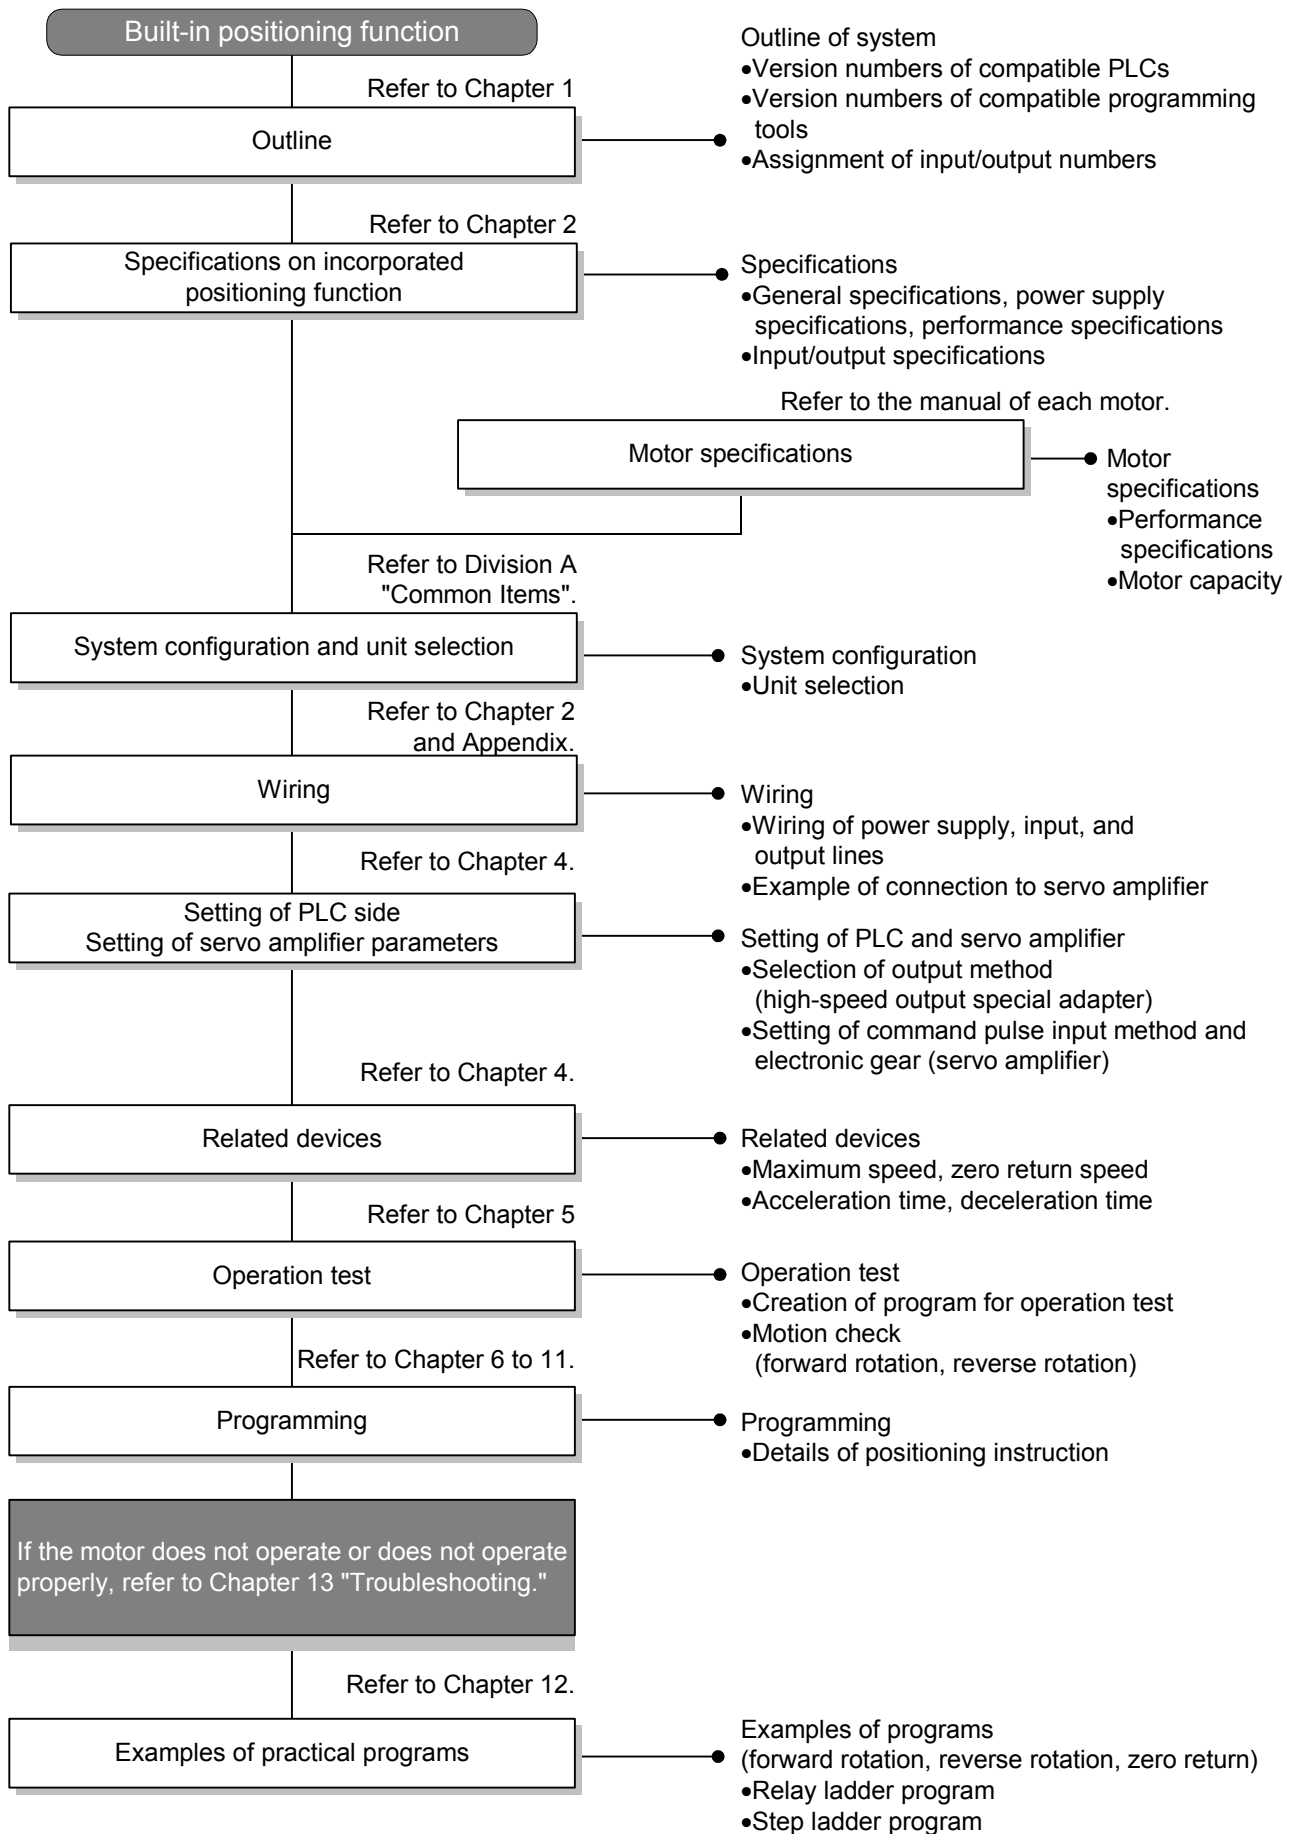 Built-in positioning function
Refer to Chapter 1
Outline
Outline of system
•Version numbers of compatible PLCs
•Version numbers of compatible programming
tools
•Assignment of input/output numbers
Refer to Chapter 2
Specifications on incorporated
positioning function
Specifications
•General specifications, power supply
specifications, performance specifications
•Input/output specifications
Refer to the manual of each motor.
Motor specifications
Motor
specifications
•Performance
specifications
•Motor capacity
Refer to Division A
"Common Items".
System configuration and unit selection
System configuration
•Unit selection
Refer to Chapter 2
and Appendix.
Wiring
Wiring
•Wiring of power supply, input, and
output lines
•Example of connection to servo amplifier
Refer to Chapter 4.
Setting of PLC side
Setting of servo amplifier parameters
Setting of PLC and servo amplifier
•Selection of output method
(high-speed output special adapter)
•Setting of command pulse input method and
electronic gear (servo amplifier)
Refer to Chapter 4.
Related devices
Related devices
•Maximum speed, zero return speed
•Acceleration time, deceleration time
Refer to Chapter 5
Operation test
Operation test
•Creation of program for operation test
•Motion check
(forward rotation, reverse rotation)
Refer to Chapter 6 to 11.
Programming
Programming
•Details of positioning instruction
If the motor does not operate or does not operate
properly, refer to Chapter 13 "Troubleshooting."
Refer to Chapter 12.
Examples of practical programs
Examples of programs
(forward rotation, reverse rotation, zero return)
•Relay ladder program
•Step ladder program